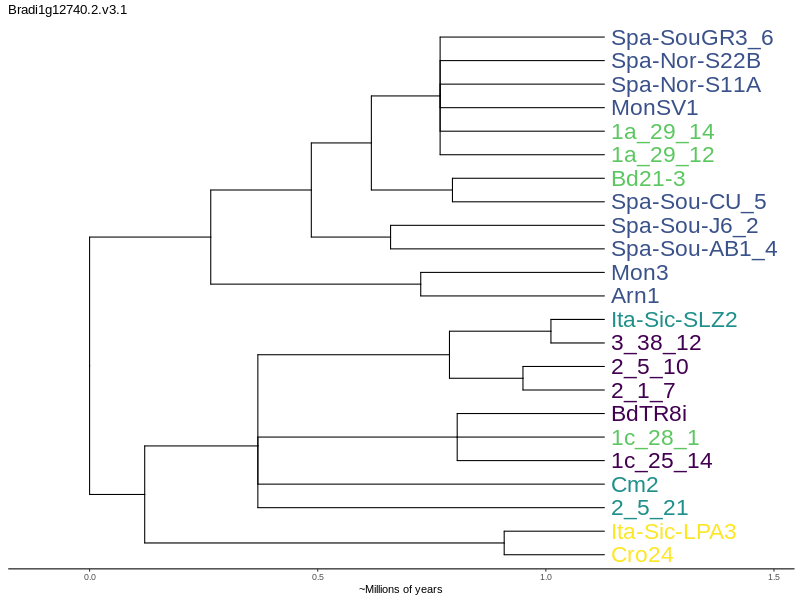 Bradi1g12740.2.v3.1
Spa-SouGR3_6
Spa-Nor-S22B
Spa-Nor-S11A
MonSV1
1a_29_14
1a_29_12
Bd21-3
Spa-Sou-CU_5
Spa-Sou-J6_2
Spa-Sou-AB1_4
Mon3
Arn1
Ita-Sic-SLZ2
3_38_12
2_5_10
2_1_7
BdTR8i
1c_28_1
1c_25_14
Cm2
2_5_21
Ita-Sic-LPA3
Cro24
0.0 0.5 1.0 1.5
~Millions of years